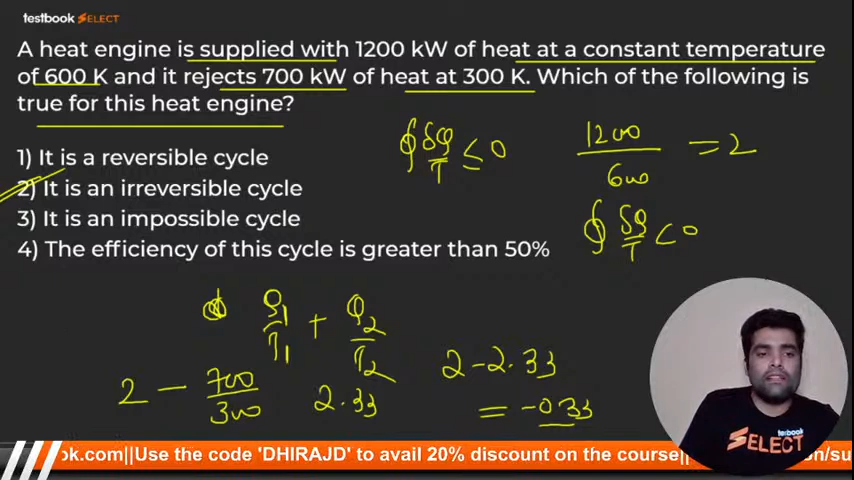 testbook SELECT
A heat engine is supplied with 1200 kW of heat at a constant temperature
of 600 K and it rejects 700 kW of heat at 300 K. Which of the following is
true for this heat engine?
1) It is a reversible cycle
2) It is an irreversible cycle
3) It is an impossible cycle
4) The efficiency of this cycle is greater than 50%
∮ δQ/T ≤ 0
1200/600 = 2
∮ δQ/T < 0
Q1/T1 + Q2/T2
2 - 700/300
2.33
2 - 2.33
= -0.33
SELECT
ok.com||Use the code 'DHIRAJD' to avail 20% discount on the course||
on/su